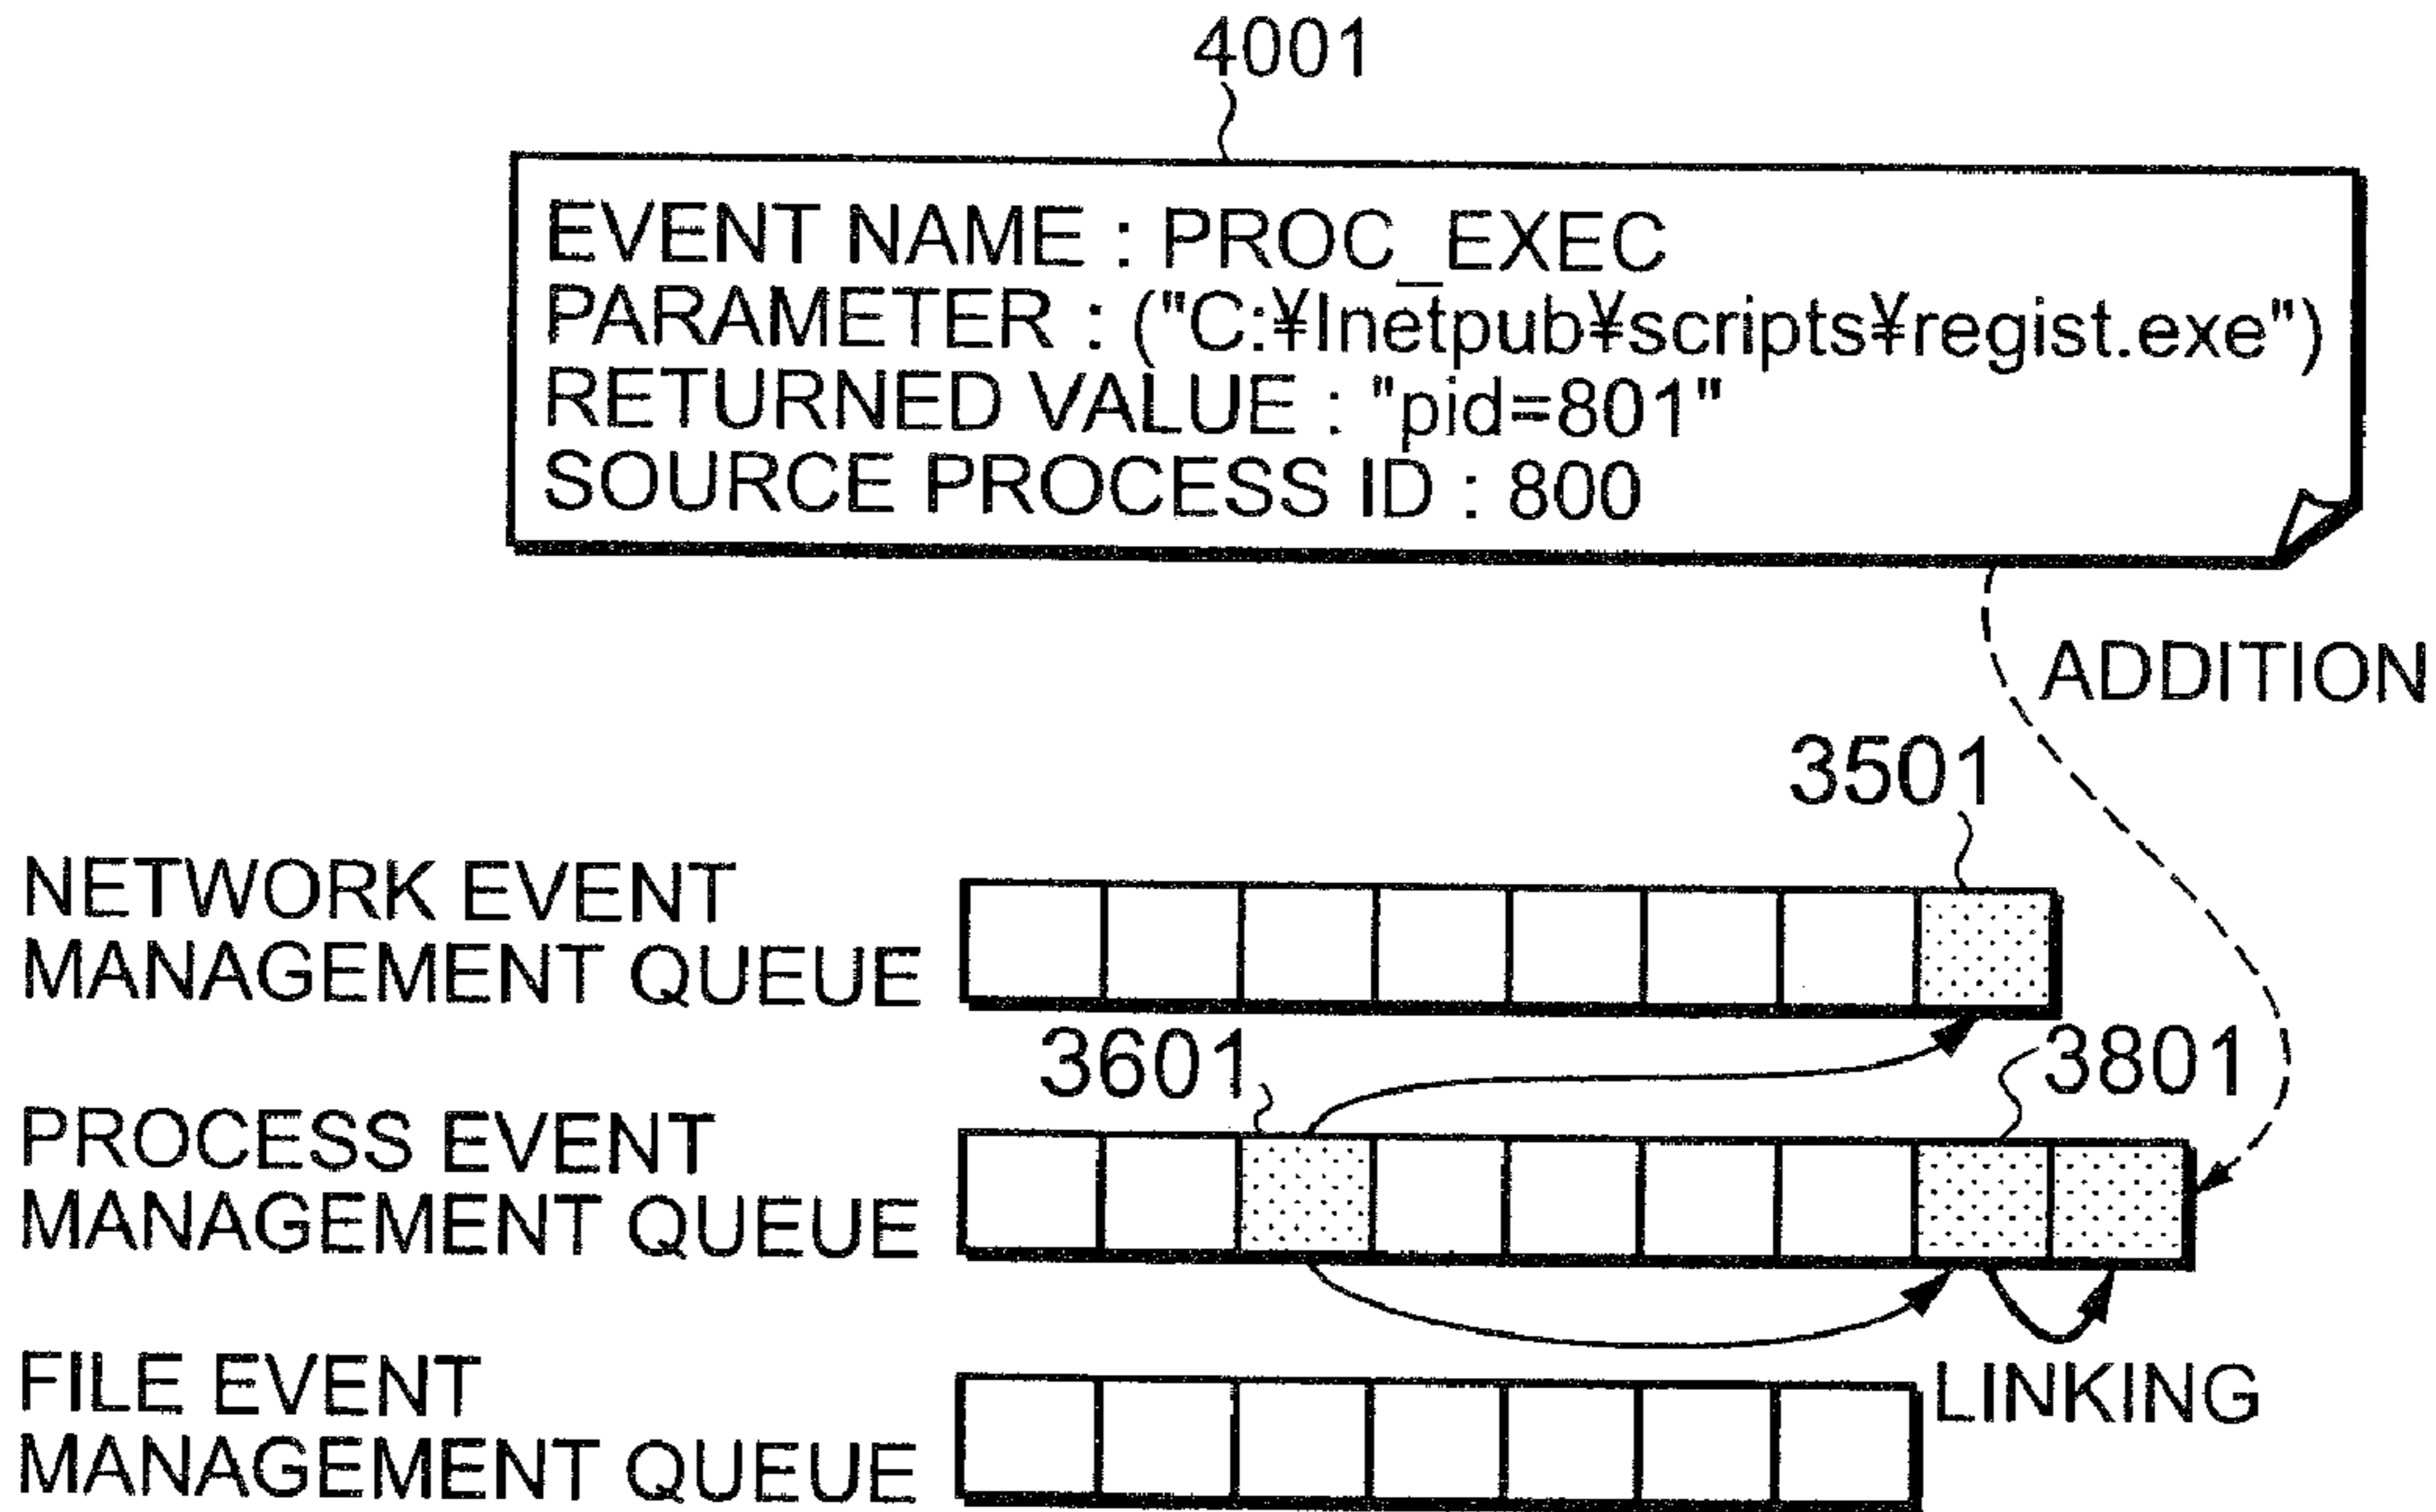 4001
EVENT NAME : PROC_EXEC
PARAMETER : ("C:¥Inetpub¥scripts¥regist.exe")
RETURNED VALUE : "pid=801"
SOURCE PROCESS ID : 800
ADDITION
3501
NETWORK EVENT
MANAGEMENT QUEUE
3601
3801
PROCESS EVENT
MANAGEMENT QUEUE
LINKING
FILE EVENT
MANAGEMENT QUEUE